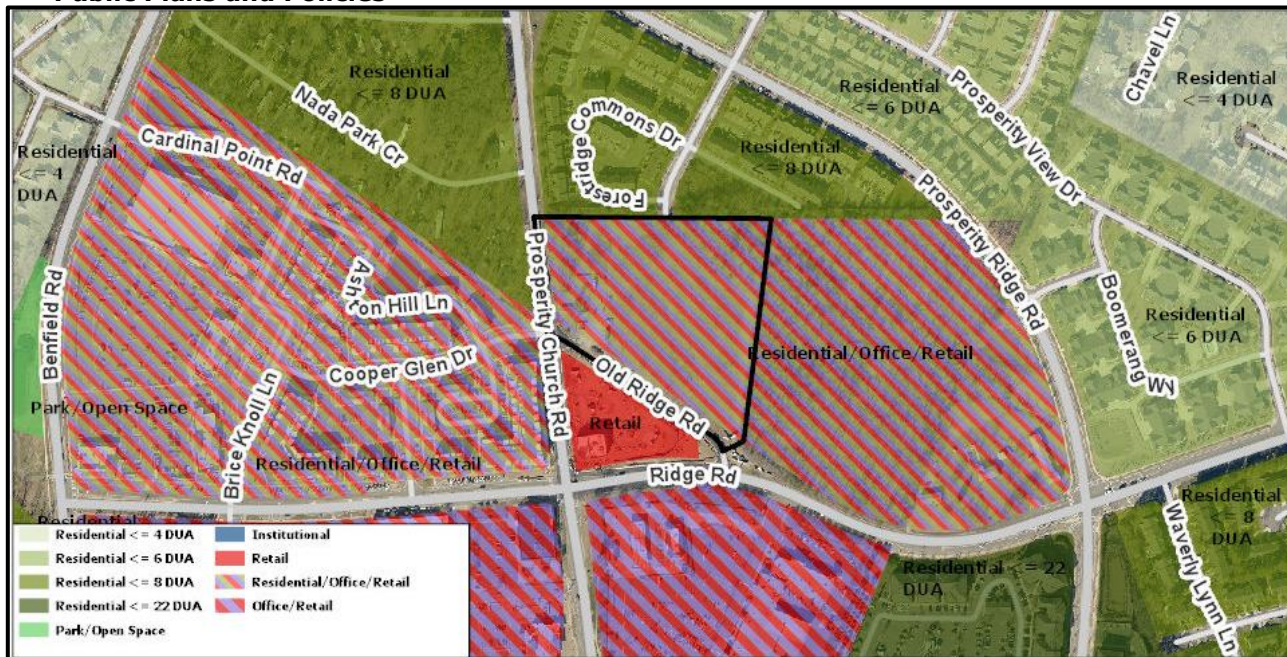 Public Plans and Policies
Chavel Ln
Residential
<= 8 DUA
Residential
<= 4 DUA
Residential
<= 6 DUA
Prosperity View Dr
Nada Park Cr
Forestridge Commons Dr
Cardinal Point Rd
Residential
<= 4
DUA
Residential
<= 8 DUA
Prosperity Ridge Rd
Prosperity Church Rd
Ashton Hill Ln
Boomerang Wy
Residential
<= 6 DUA
Benfield Rd
Cooper Glen Dr
Old Ridge Rd
Residential/Office/Retail
Park/Open Space
Brice Knoll Ln
Retail
Residential/Office/Retail
Ridge Rd
Residential
<= 8
DUA
Waverly Lynn Ln
Residential
Residential <= 22
DUA
Residential <= 4 DUA
Residential <= 6 DUA
Residential <= 8 DUA
Residential <= 22 DUA
Park/Open Space
Institutional
Retail
Residential/Office/Retail
Office/Retail